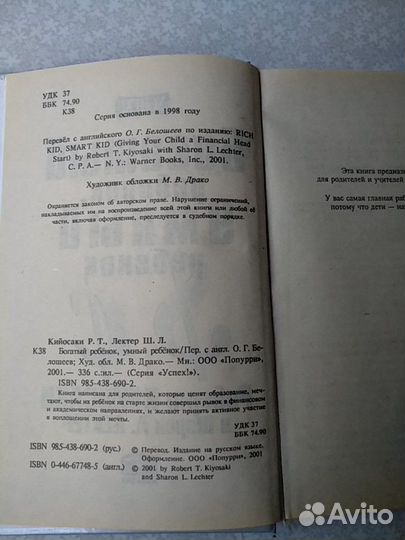 УДК 37
ББК 74.90
К38
Серия основана в 1998 году
Перевёл с английского О. Г. Белошеев по изданию: RICH
KID, SMART KID (Giving Your Child a Financial Head
Start) by Robert T. Kiyosaki with Sharon L. Lechter,
C. P. A.— N. Y.: Warner Books, Inc., 2001.
Художник обложки М. В. Драко
Охраняется законом об авторском праве. Нарушение ограничений,
накладываемых им на воспроизведение всей этой книги или любой её
части, включая оформление, преследуется в судебном порядке.
Кийосаки Р. Т., Лектер Ш. Л.
К38 Богатый ребёнок, умный ребёнок/Пер. с англ. О. Г. Бе-
лошеев; Худ. обл. М. В. Драко.— Мн.: ООО «Попурри»,
2001.— 336 с.:ил.— (Серия «Успех!»).
ISBN 985-438-690-2.
Книга написана для родителей, которые ценят образование, меч-
тают, чтобы их ребёнок на старте жизни совершил рывок в финансовом
и академическом направлениях, и желают принять активное участие
в воплощении этой мечты.
УДК 37
ББК 74.90
ISBN 985-438-690-2 (рус.) © Перевод. Издание на русском языке.
Оформление. ООО «Попурри», 2001
ISBN 0-446-67748-5 (англ.) © 2001 by Robert T. Kiyosaki and
Sharon L. Lechter
Эта книга
для родителей и учителей
У вас самая главная
потому что дети —
Avito